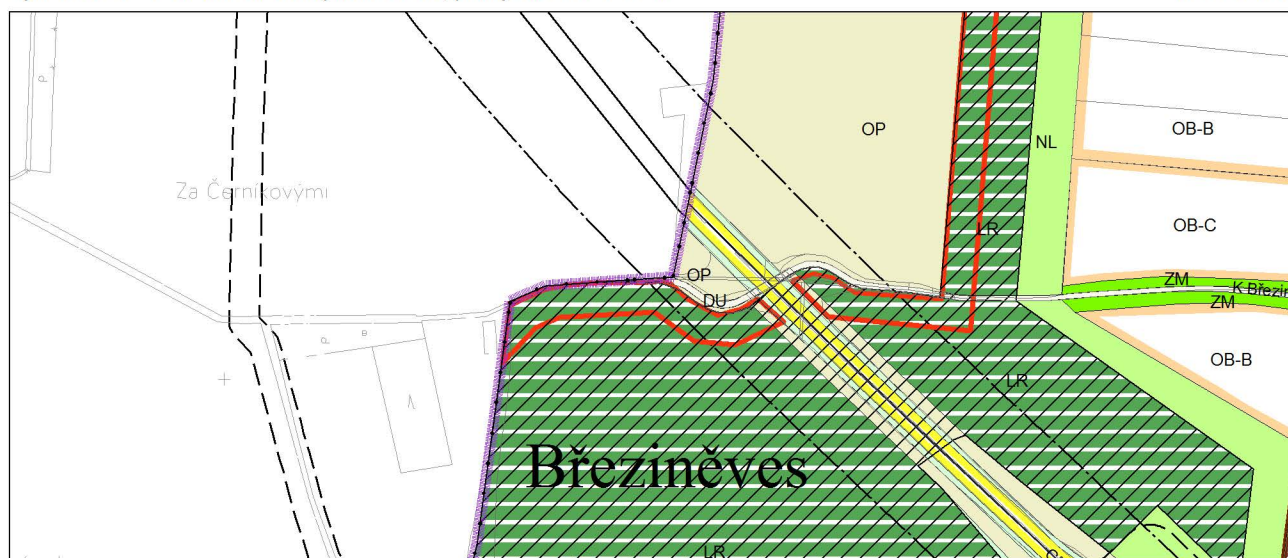 OP
NL
OB-B
Za Černíkovými
LR
OB-C
OP
DU
ZM
K Březin
ZM
OB-B
LR
Březiněves
LR